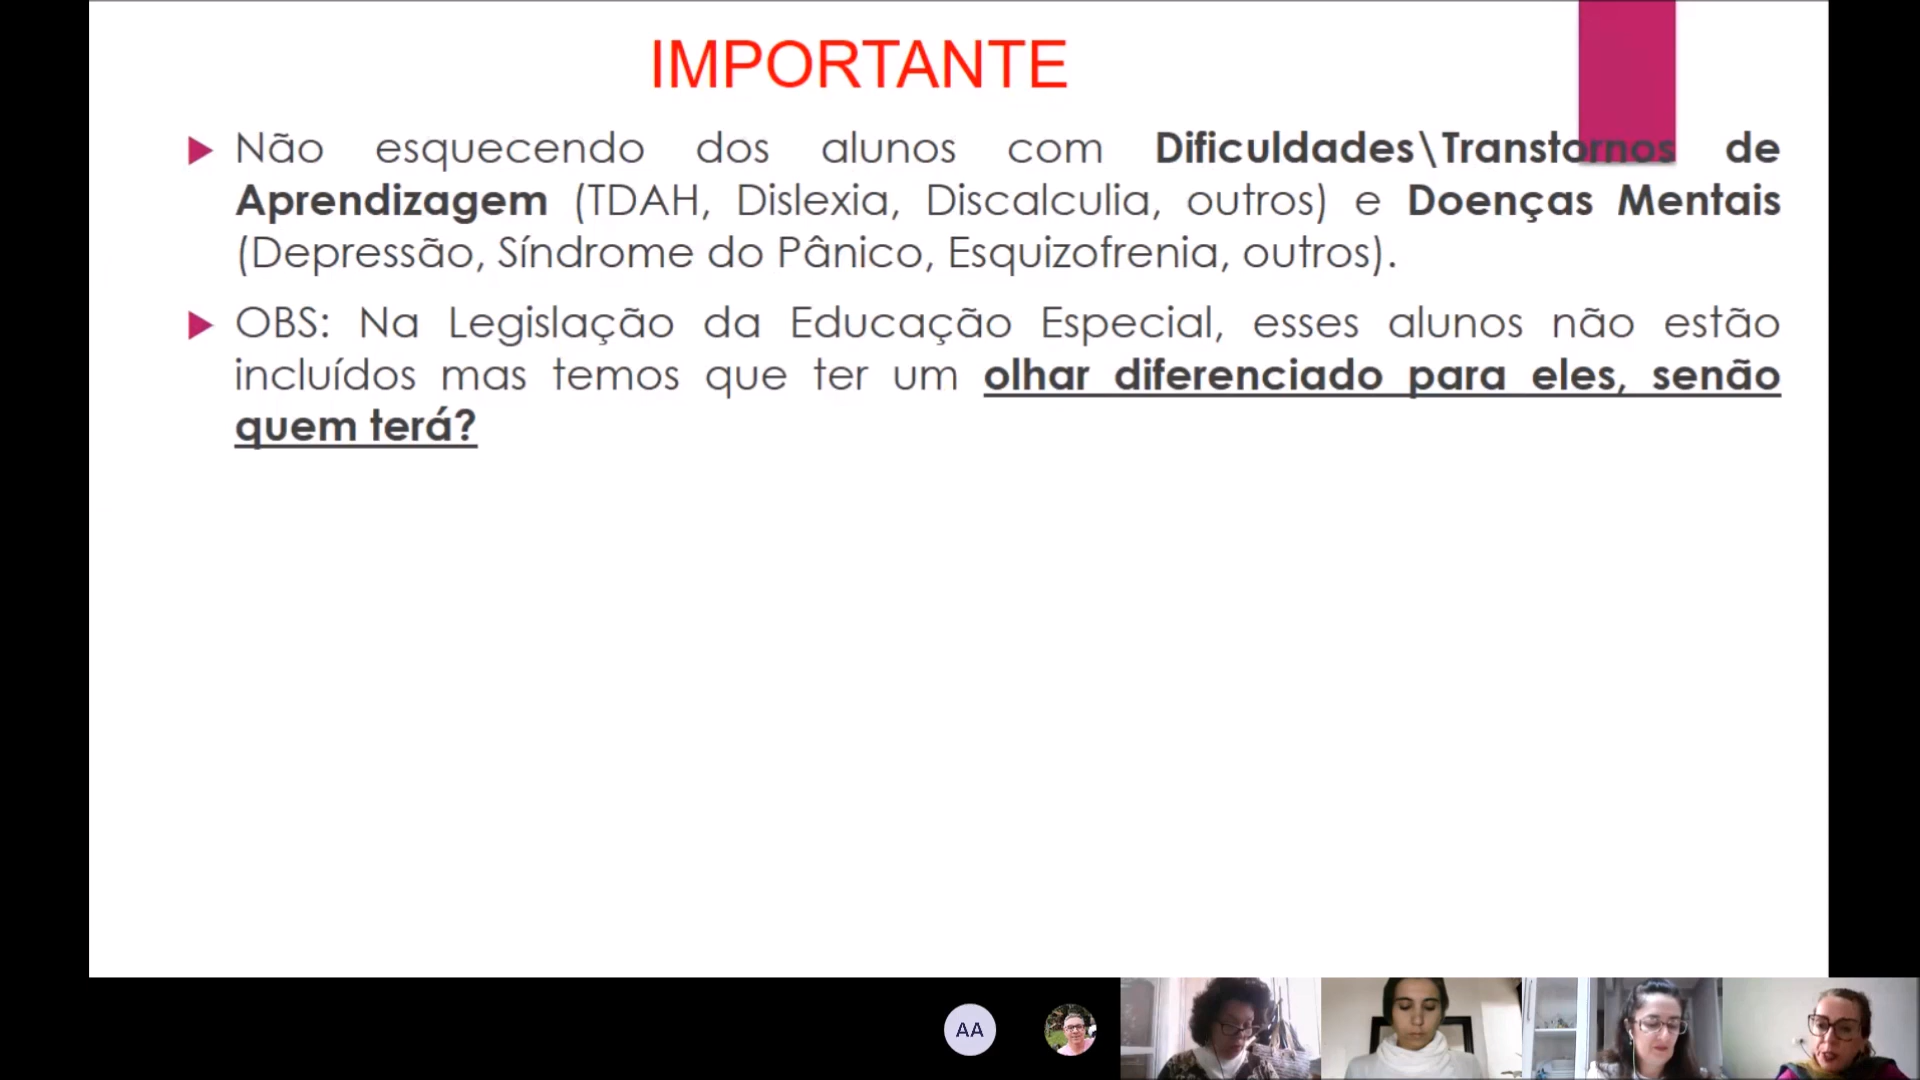 IMPORTANTE
Não esquecendo dos alunos com Dificuldades\Transtornos de
Aprendizagem (TDAH, Dislexia, Discalculia, outros) e Doenças Mentais
(Depressão, Síndrome do Pânico, Esquizofrenia, outros).
OBS: Na Legislação da Educação Especial, esses alunos não estão
incluídos mas temos que ter um olhar diferenciado para eles, senão
quem terá?
AA